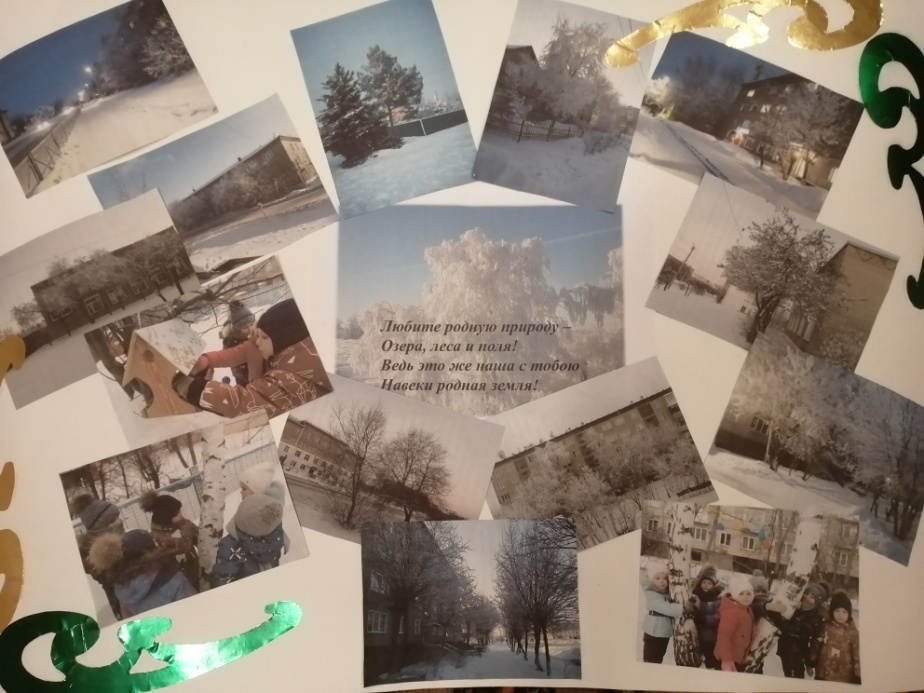 Любите родную природу –
Озера, леса и поля!
Ведь это же наша с тобою
Навеки родная земля!